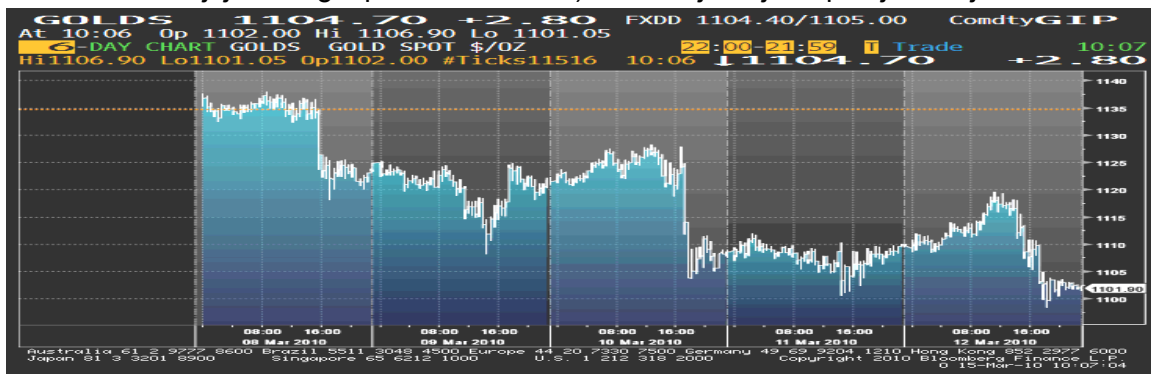 GOLDS 1104.70 +2.80 FXDD 1104.40/1105.00 Comdty GIP
At 10:06 Op 1102.00 Hi 1106.90 Lo 1101.05
6-DAY CHART GOLDS GOLD SPOT $/OZ 22:00-21:59 T Trade 10:07
Hi1106.90 Lo1101.05 Op1102.00 #Ticks11516 10:06 ↓1104.70 +2.80
1140
1135
1130
1125
1120
1115
1110
1105
1101.90
1100
08:00 16:00 08:00 16:00 08:00 16:00 08:00 16:00 08:00 16:00
08 Mar 2010 09 Mar 2010 10 Mar 2010 11 Mar 2010 12 Mar 2010
Australia 61 2 9777 8600 Brazil 5511 3048 4500 Europe 44 20 7330 7500 Germany 49 69 9204 1210 Hong Kong 852 2977 6000
Japan 81 3 3201 8900 Singapore 65 6212 1000 U.S. 1 212 318 2000 Copyright 2010 Bloomberg Finance L.P.
0 15-Mar-10 10:07:04